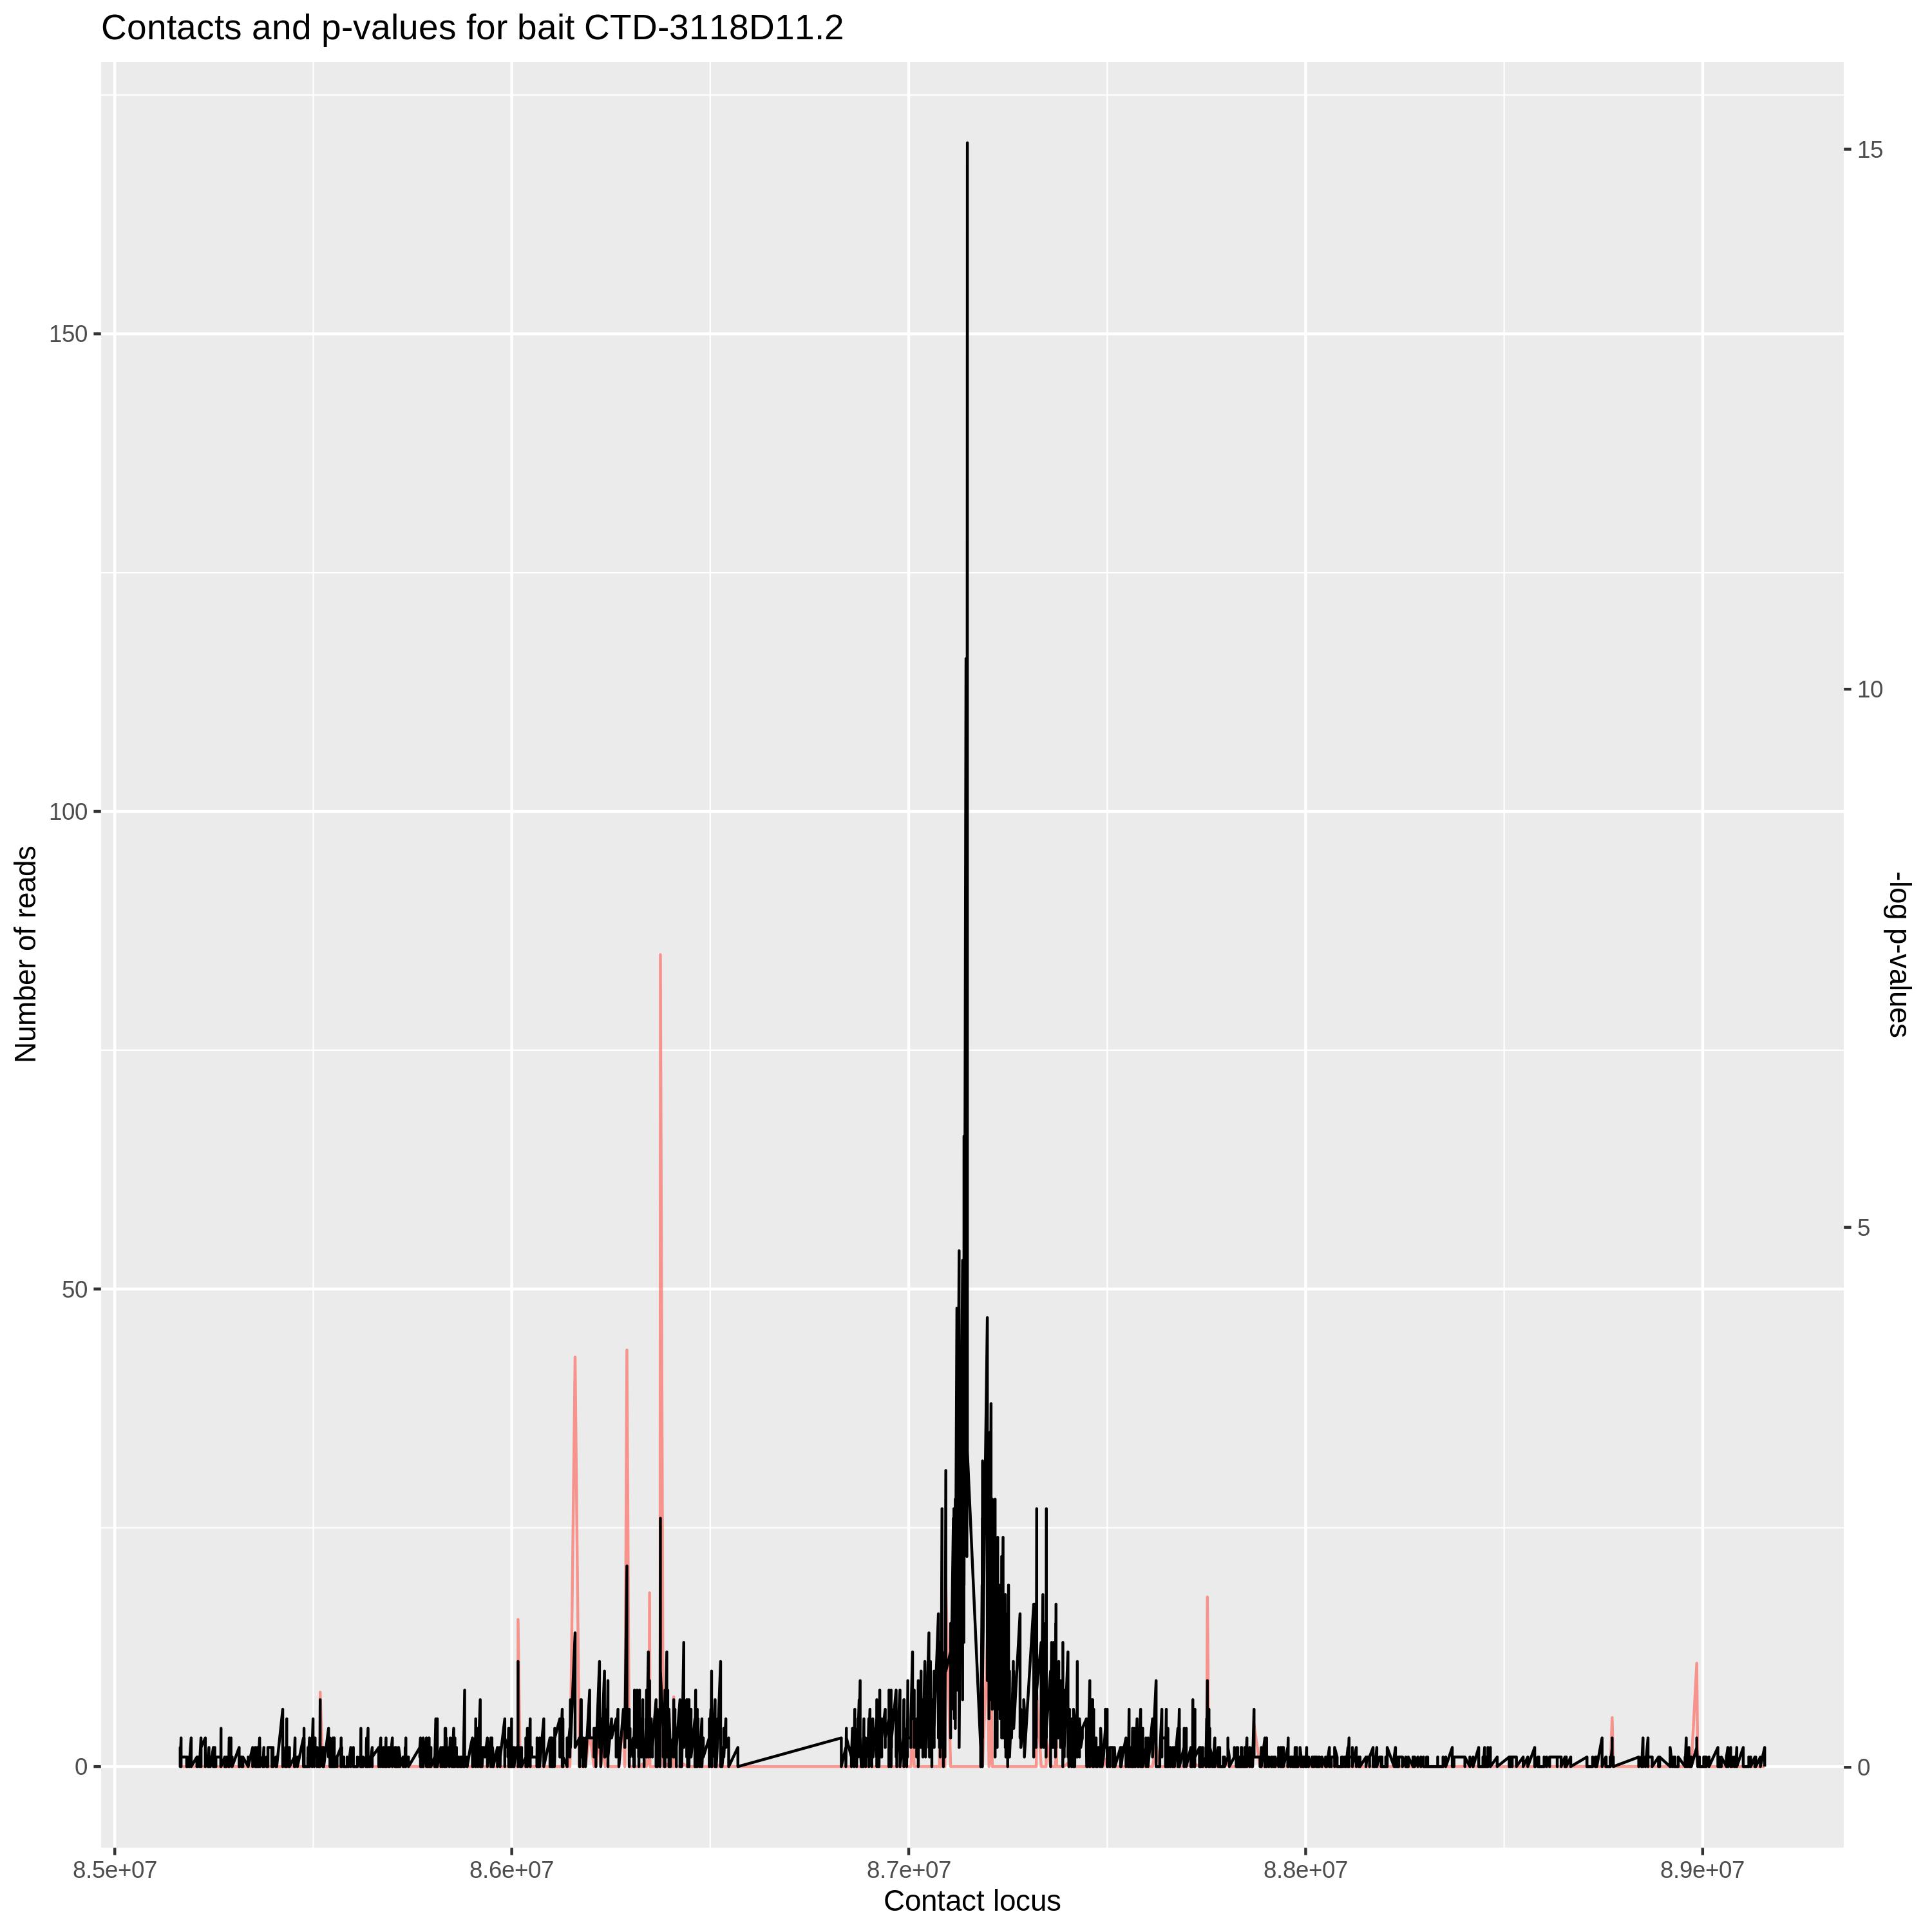 Contacts and p-values for bait CTD-3118D11.2
Number of reads
150
100
50
0
15
10
5
0
-log p-values
8.5e+07
8.6e+07
8.7e+07
8.8e+07
8.9e+07
Contact locus